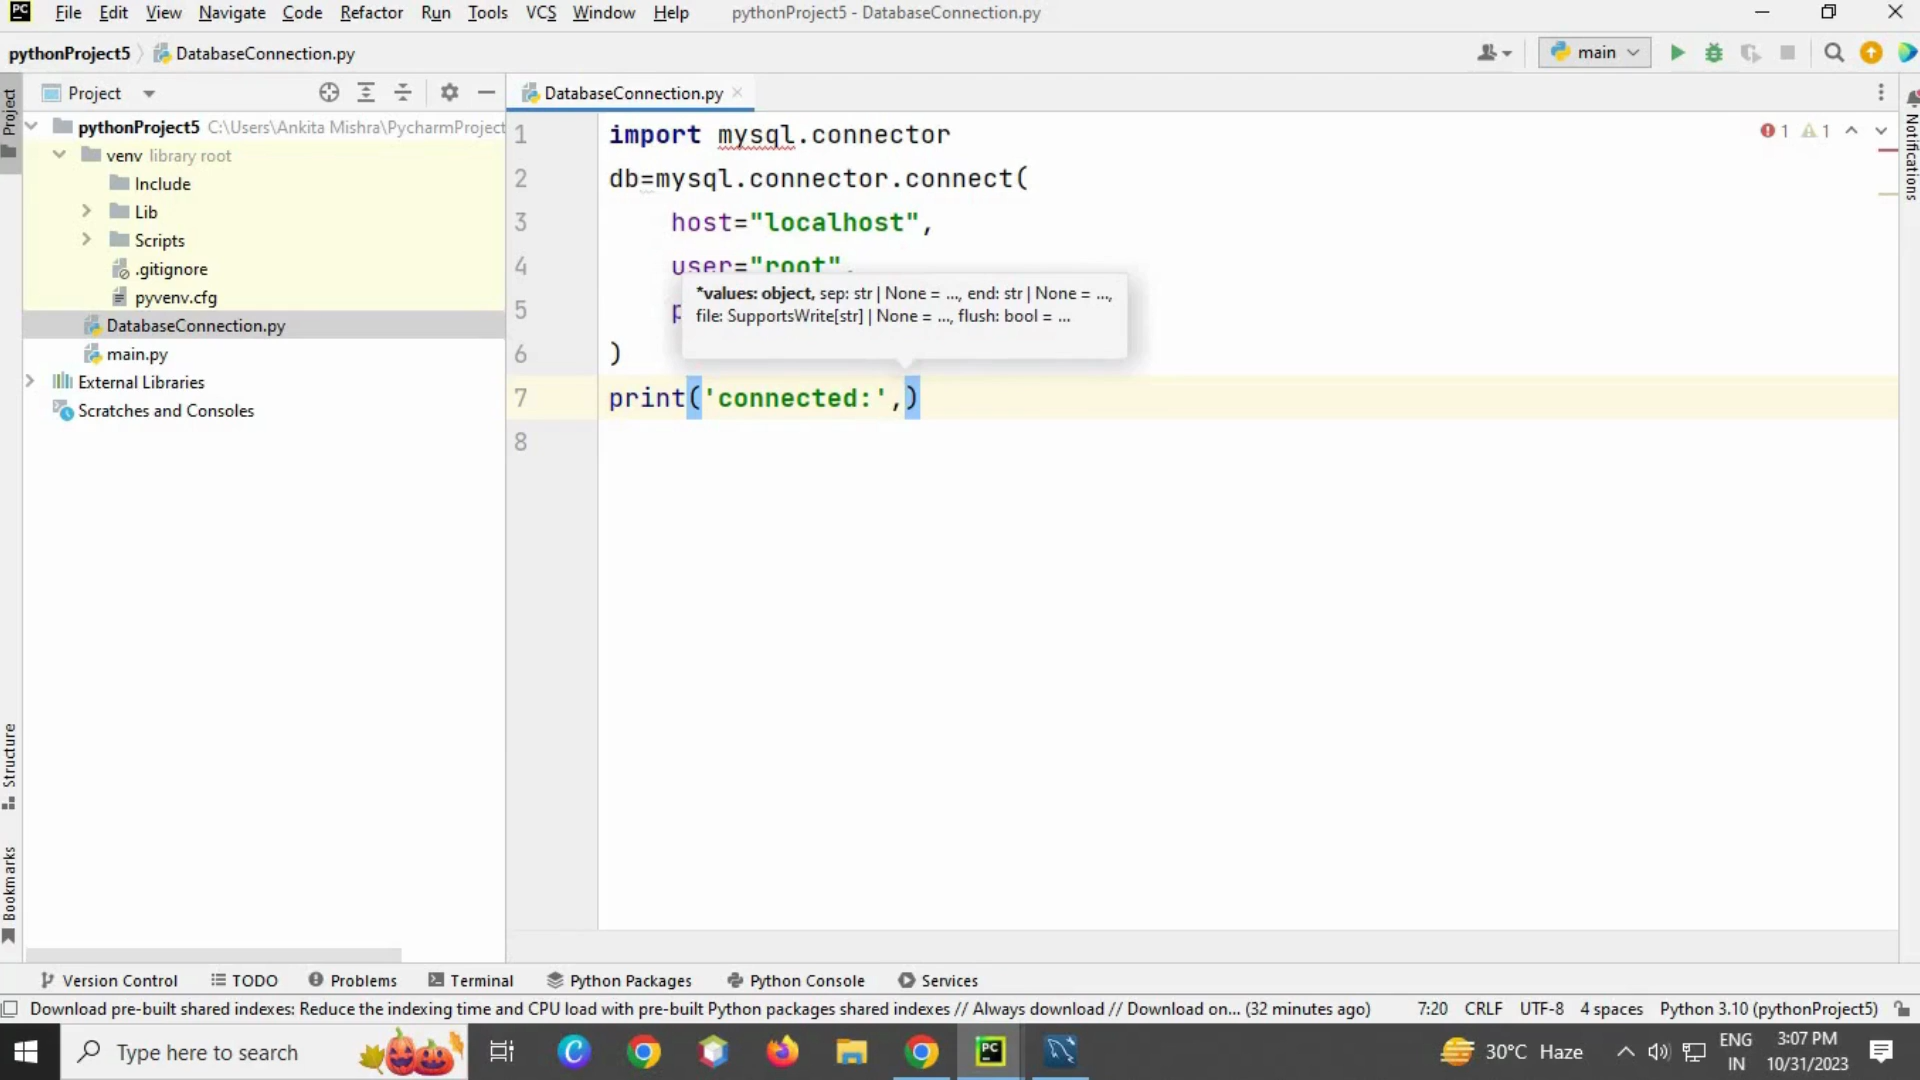 PC File Edit View Navigate Code Refactor Run Tools VCS Window Help pythonProject5 - DatabaseConnection.py
pythonProject5 DatabaseConnection.py main
Project
Project
DatabaseConnection.py
Notifications
pythonProject5 C:\Users\Ankita Mishra\PycharmProject
venv library root
Include
Lib
Scripts
.gitignore
pyvenv.cfg
DatabaseConnection.py
main.py
External Libraries
Scratches and Consoles
1 import mysql.connector
1 1
2 db=mysql.connector.connect(
3 host="localhost",
4 user="root",
*values: object, sep: str | None = ..., end: str | None = ...,
file: SupportsWrite[str] | None = ..., flush: bool = ...
5 p
6 )
7 print('connected:',)
8
Structure
Bookmarks
Version Control TODO Problems Terminal Python Packages Python Console Services
Download pre-built shared indexes: Reduce the indexing time and CPU load with pre-built Python packages shared indexes // Always download // Download on... (32 minutes ago) 7:20 CRLF UTF-8 4 spaces Python 3.10 (pythonProject5)
Type here to search
C
PC
30°C Haze
ENG
IN
3:07 PM
10/31/2023